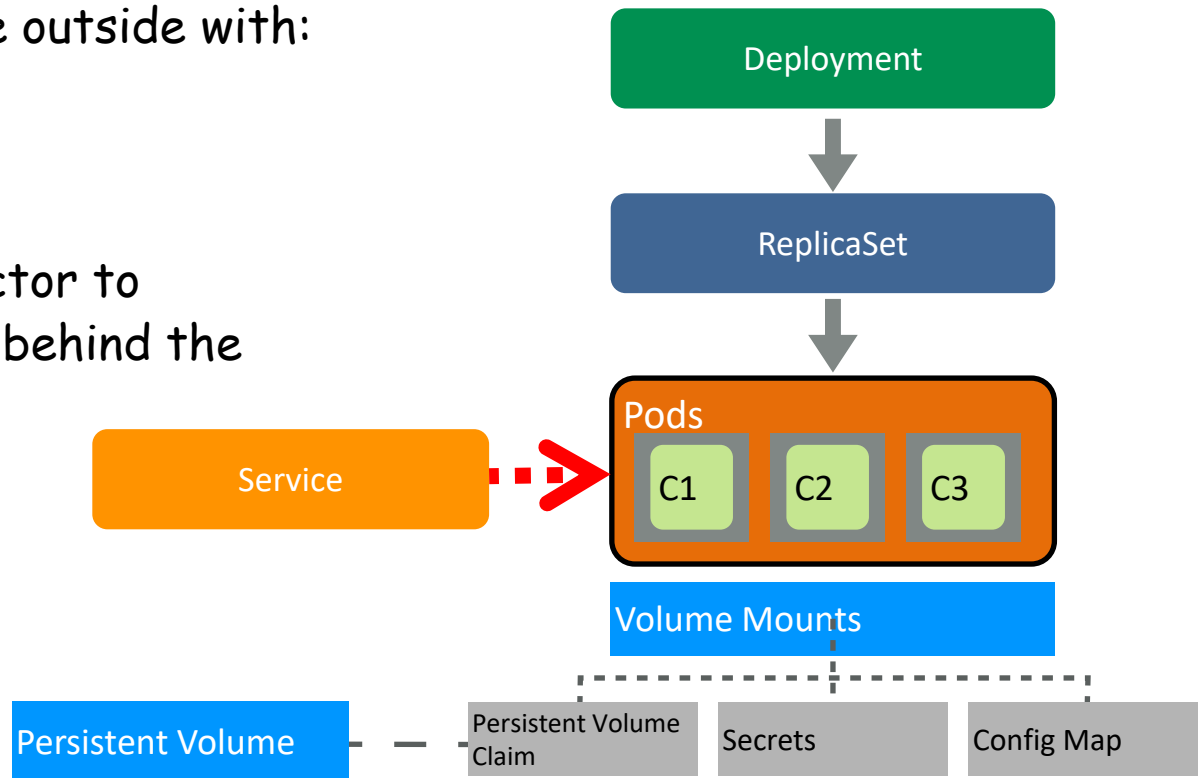 e outside with:
ctor to
behind the
Deployment
ReplicaSet
Service
Pods
C1
C2
C3
Volume Mounts
Persistent Volume
Persistent Volume
Claim
Secrets
Config Map